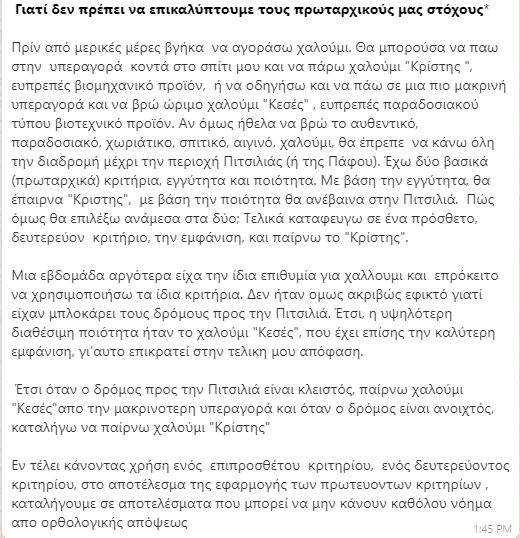 Γιατί δεν πρέπει να επικαλύπτουμε τους πρωταρχικούς μας στόχους*
Πρίν από μερικές μέρες βγήκα να αγοράσω χαλούμι. Θα μπορούσα να παω
στην υπεραγορά κοντά στο σπίτι μου και να πάρω χαλούμι "Κρίστης ",
ευπρεπές βιομηχανικό προϊόν, ή να οδηγήσω και να πάω σε μια πιο μακρινή
υπεραγορά και να βρώ ώριμο χαλούμι "Κεσές" , ευπρεπές παραδοσιακού
τύπου βιοτεχνικό προϊόν. Αν όμως ήθελα να βρώ το αυθεντικό,
παραδοσιακό, χωριάτικο, σπιτικό, αιγινό, χαλούμι, θα έπρεπε να κάνω όλη
την διαδρομή μέχρι την περιοχή Πιτσιλιάς (ή της Πάφου). Έχω δύο βασικά
(πρωταρχικά) κριτήρια, εγγύτητα και ποιότητα. Με βάση την εγγύτητα, θα
έπαιρνα "Κριστης", με βάση την ποιότητα θα ανέβαινα στην Πιτσιλιά. Πώς
όμως θα επιλέξω ανάμεσα στα δύο; Τελικά καταφευγω σε ένα πρόσθετο,
δευτερεύον κριτήριο, την εμφάνιση, και παίρνω το "Κρίστης".
Μια εβδομάδα αργότερα είχα την ίδια επιθυμία για χαλλουμι και επρόκειτο
να χρησιμοποιήσω τα ίδια κριτήρια. Δεν ήταν ομως ακριβώς εφικτό γιατί
είχαν μπλοκάρει τους δρόμους προς την Πιτσιλιά. Έτσι, η υψηλότερη
διαθέσιμη ποιότητα ήταν το χαλούμι "Κεσές", που έχει επίσης την καλύτερη
εμφάνιση, γι'αυτο επικρατεί στην τελικη μου απόφαση.
Έτσι όταν ο δρόμος προς την Πιτσιλιά είναι κλειστός, παίρνω χαλούμι
"Κεσές"απο την μακρινοτερη υπεραγορά και όταν ο δρόμος είναι ανοιχτός,
καταλήγω να παίρνω χαλούμι "Κρίστης"
Εν τέλει κάνοντας χρήση ενός επιπροσθέτου κριτηρίου, ενός δευτερεύοντος
κριτηρίου, στο αποτέλεσμα της εφαρμογής των πρωτευοντων κριτηρίων ,
καταλήγουμε σε αποτελέσματα που μπορεί να μην κάνουν καθόλου νόημα
απο ορθολογικής απόψεως
1:45 PM